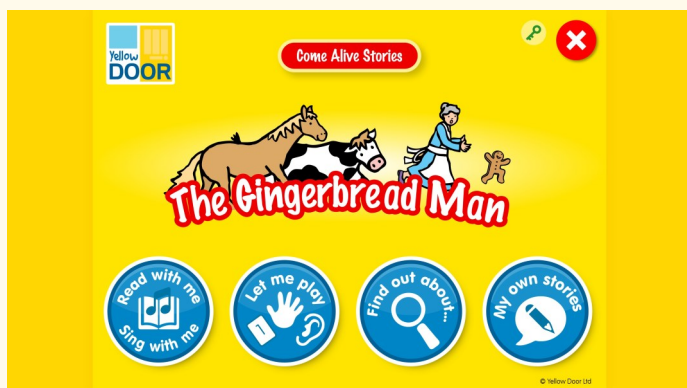 Yellow
DOOR
Come Alive Stories
The Gingerbread Man
Read with me
Sing with me
Let me play
1
Find out about...
My own stories
© Yellow Door Ltd